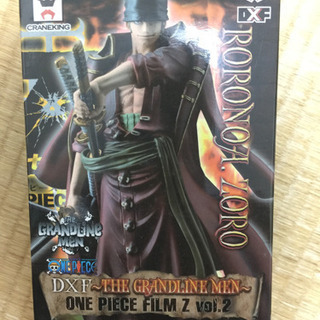 CRANEKING
DXF
RORONOA. ZORO
THE
GRANDLINE
MEN
ONE PIECE
DXF~THE GRANDLINE MEN~
ONE PIECE FILM Z vol.2